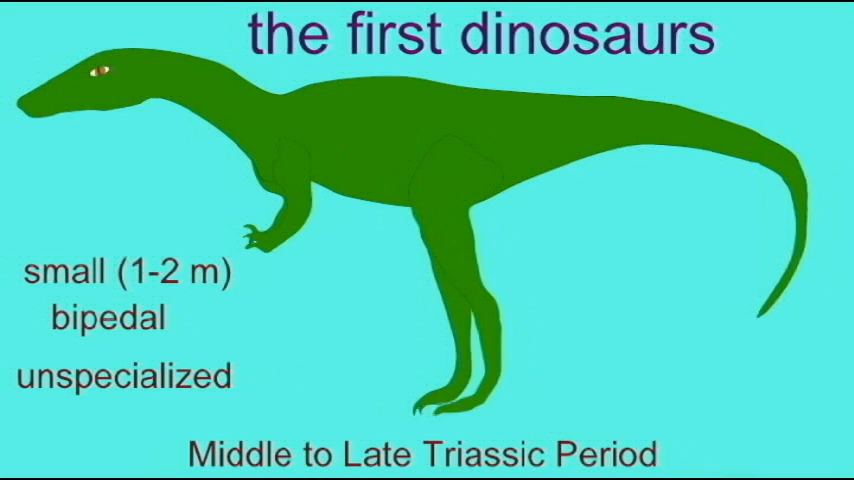 the first dinosaurs
small (1-2 m)
bipedal
unspecialized
Middle to Late Triassic Period